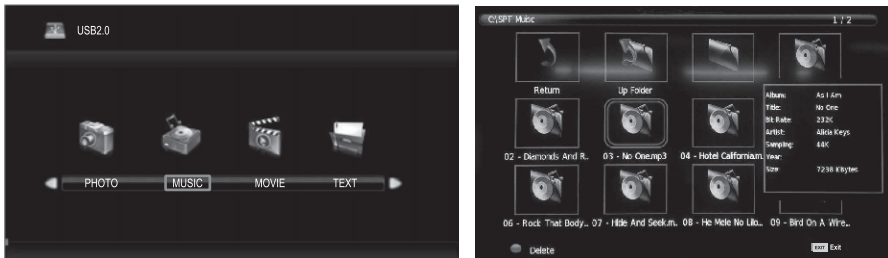 USB2.0
PHOTO MUSIC MOVIE TEXT
C:\SPT Music 1 / 2
Return Up Folder
Album: As I Am
Title: No One
Bit Rate: 232K
Artist: Alicia Keys
Sampling: 44K
Year:
Size: 7238 KBytes
02 - Diamonds And R.. 03 - No One.mp3 04 - Hotel California.m.
06 - Rock That Body... 07 - Hide And Seek.m.. 08 - He Mele No Lilo... 09 - Bird On A Wire...
Delete EXIT Exit